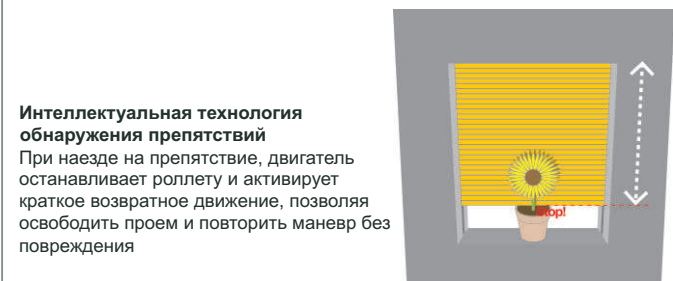 Интеллектуальная технология
обнаружения препятствий
При наезде на препятствие, двигатель
останавливает роллету и активирует
краткое возвратное движение, позволяя
освободить проем и повторить маневр без
повреждения
Stop!